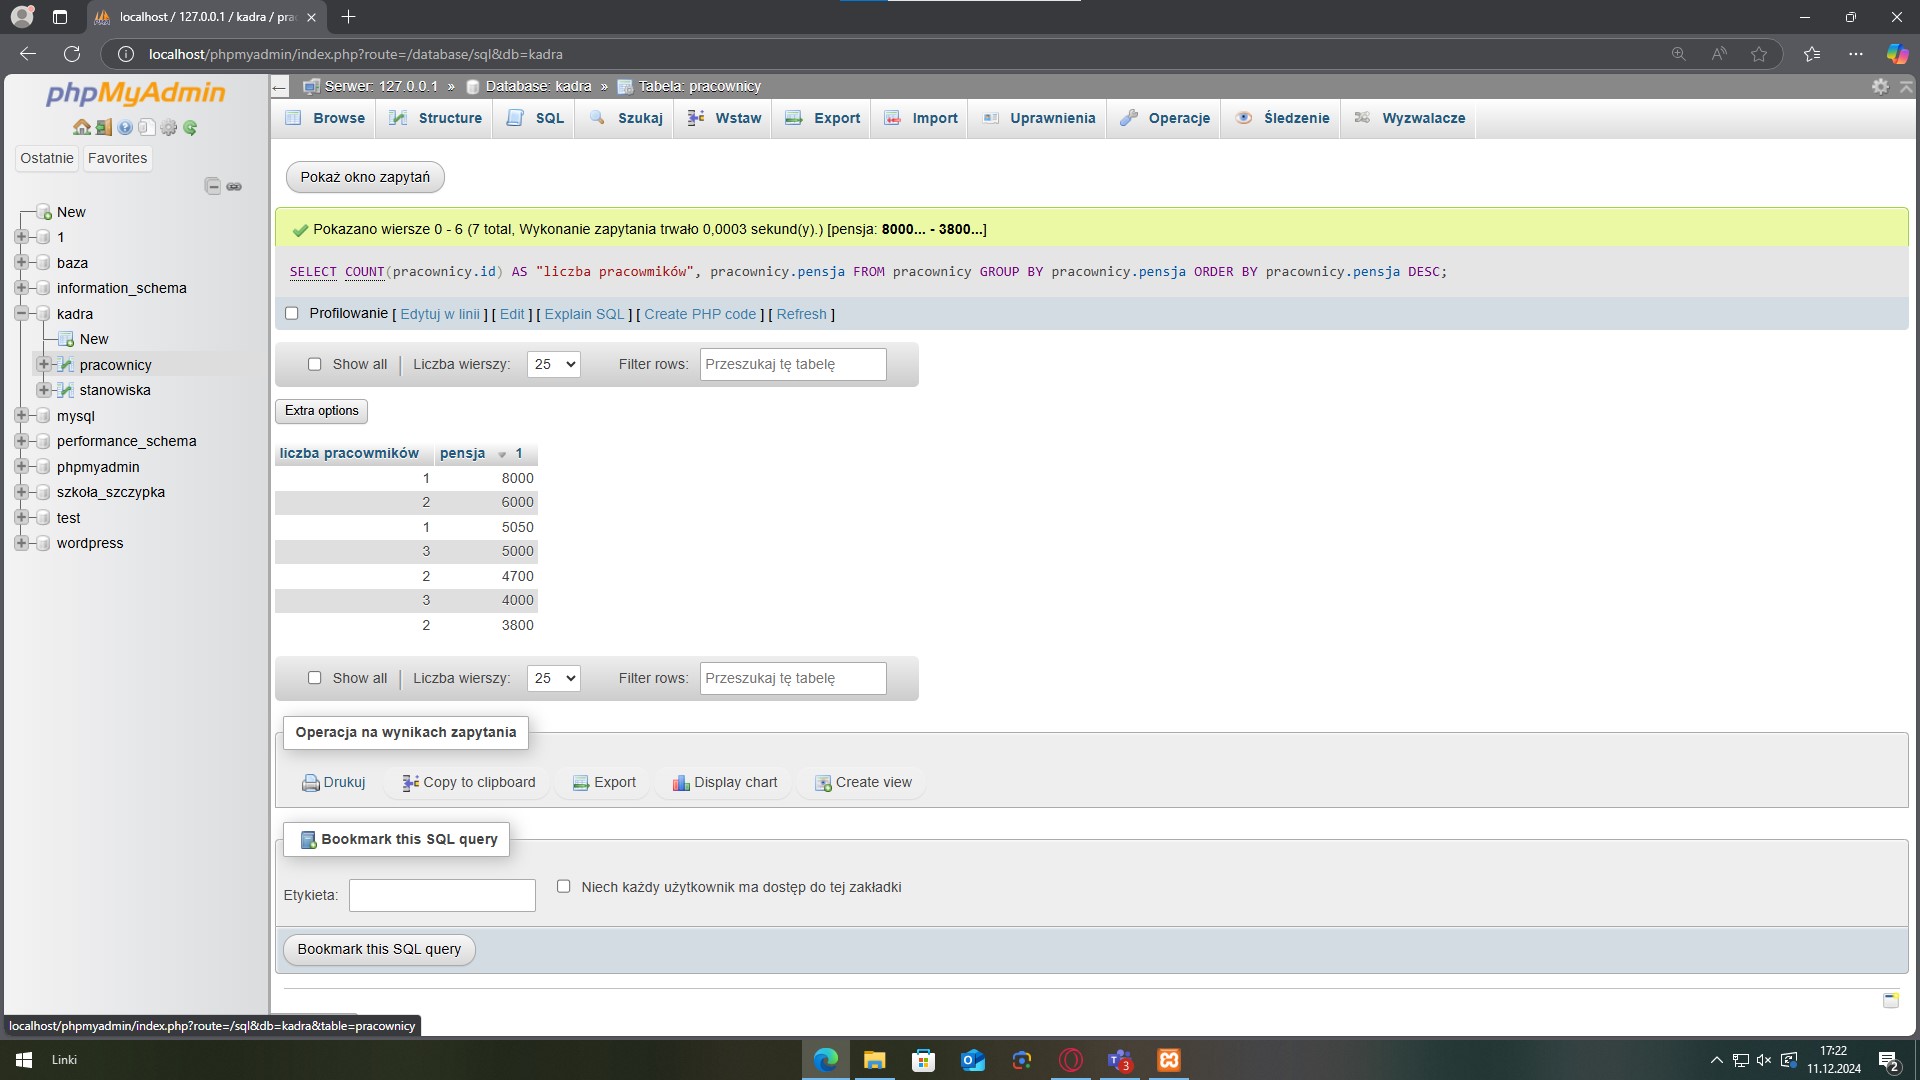 localhost / 127.0.0.1 / kadra / pra
localhost/phpmyadmin/index.php?route=/database/sql&db=kadra
phpMyAdmin
Ostatnie Favorites
New
1
baza
information_schema
kadra
New
pracownicy
stanowiska
mysql
performance_schema
phpmyadmin
szkoła_szczypka
test
wordpress
Serwer: 127.0.0.1 » Database: kadra » Tabela: pracownicy
Browse Structure SQL Szukaj Wstaw Export Import Uprawnienia Operacje Śledzenie Wyzwalacze
Pokaż okno zapytań
Pokazano wiersze 0 - 6 (7 total, Wykonanie zapytania trwało 0,0003 sekund(y).) [pensja: 8000... - 3800...]
SELECT COUNT(pracownicy.id) AS "liczba pracowmików", pracownicy.pensja FROM pracownicy GROUP BY pracownicy.pensja ORDER BY pracownicy.pensja DESC;
Profilowanie [ Edytuj w linii ] [ Edit ] [ Explain SQL ] [ Create PHP code ] [ Refresh ]
Show all | Liczba wierszy: 25 Filter rows: Przeszukaj tę tabelę
Extra options
liczba pracowmików pensja 1
1 8000
2 6000
1 5050
3 5000
2 4700
3 4000
2 3800
Show all | Liczba wierszy: 25 Filter rows: Przeszukaj tę tabelę
Operacja na wynikach zapytania
Drukuj Copy to clipboard Export Display chart Create view
Bookmark this SQL query
Etykieta: Niech każdy użytkownik ma dostęp do tej zakładki
Bookmark this SQL query
localhost/phpmyadmin/index.php?route=/sql&db=kadra&table=pracownicy
Linki
3
17:22
11.12.2024
2